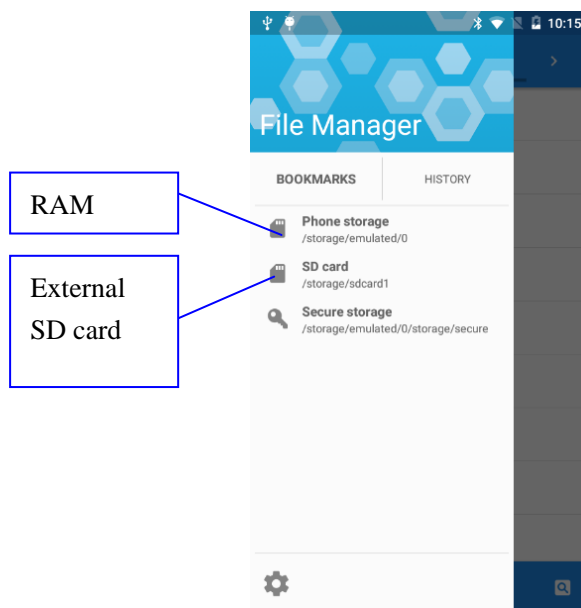 10:15
File Manager
BOOKMARKS
HISTORY
RAM
Phone storage
/storage/emulated/0
External
SD card
SD card
/storage/sdcard1
Secure storage
/storage/emulated/0/storage/secure